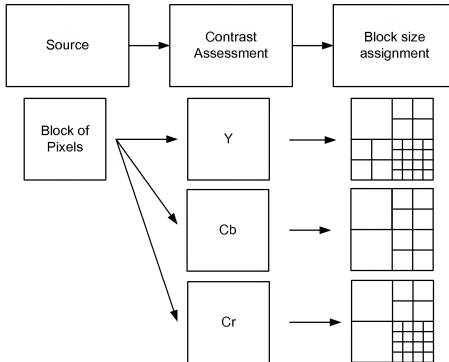 Source
Contrast
Assessment
Block size
assignment
Block of
Pixels
Y
Cb
Cr